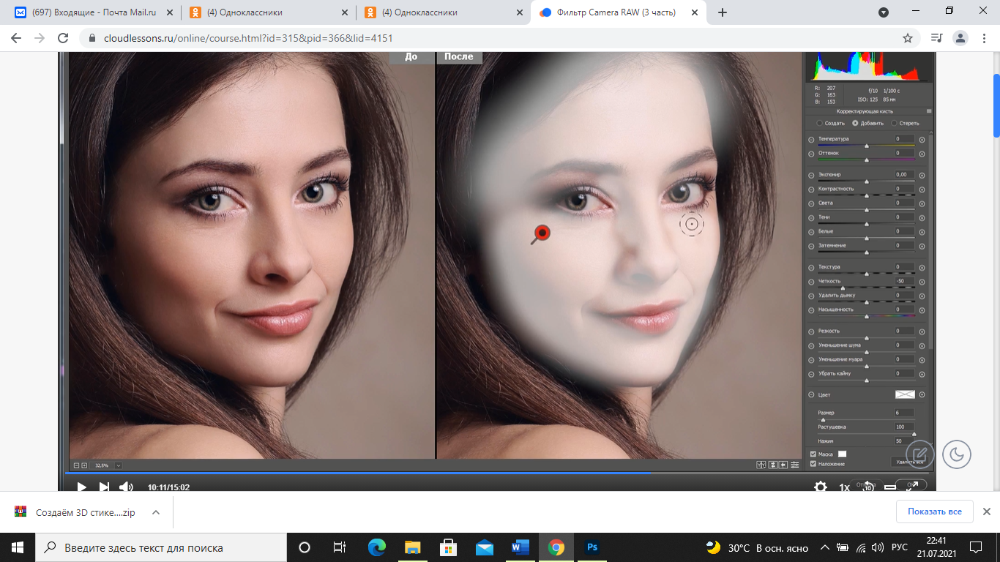 (697) Входящие - Почта Mail.ru
(4) Одноклассники
(4) Одноклассники
Фильтр Camera RAW (3 часть)
cloudlessons.ru/online/course.html?id=315&pid=366&lid=4151
До
После
R: 207
G: 163
B: 153
f/10 1/100 с
ISO: 125 85 мм
Корректирующая кисть
Создать Добавить Стереть
Температура 0
Оттенок 0
Экспонир 0,00
Контрастность 0
Света 0
Тени 0
Белые 0
Затемнение 0
Текстура 0
Четкость -50
Удалить дымку 0
Насыщенность 0
Резкость 0
Уменьшение шума 0
Уменьшение муара 0
Убрать кайму 0
Цвет
Размер 6
Растушевка 100
Нажим 50
Маска
Наложение
Удалить все
32,5%
Y Y
10:11/15:02
1x
10
Создаём 3D стике....zip
Показать все
Введите здесь текст для поиска
W
Ps
30°C В осн. ясно
РУС
22:41
21.07.2021